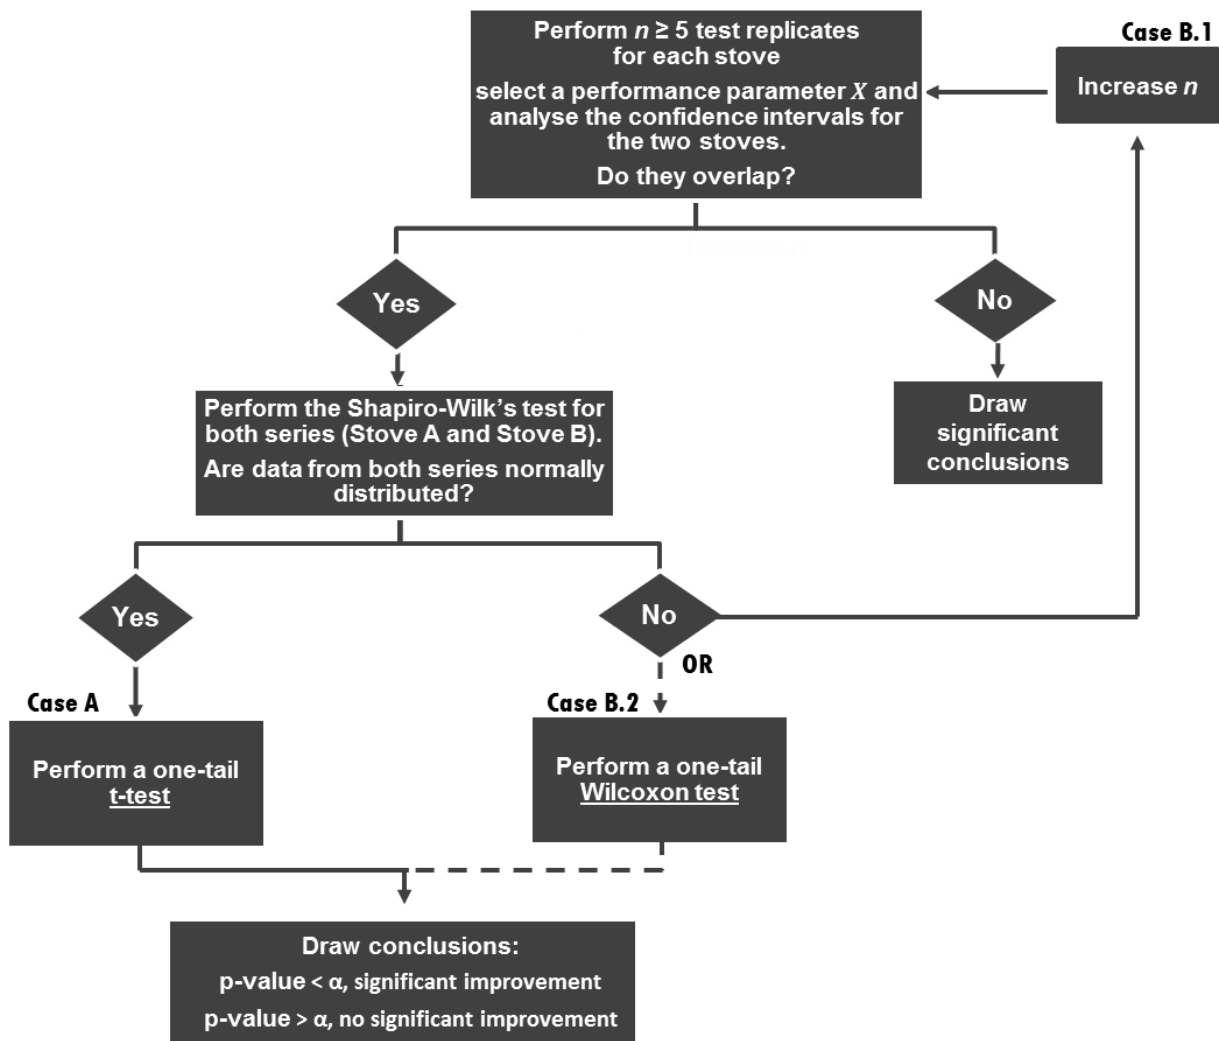 Perform n ≥ 5 test replicates
for each stove
select a performance parameter X and
analyse the confidence intervals for
the two stoves.
Do they overlap?
Case B.1
Increase n
Yes
No
Perform the Shapiro-Wilk's test for
both series (Stove A and Stove B).
Are data from both series normally
distributed?
Draw
significant
conclusions
Yes
No
OR
Case A
Case B.2
Perform a one-tail
t-test
Perform a one-tail
Wilcoxon test
Draw conclusions:
p-value < α, significant improvement
p-value > α, no significant improvement